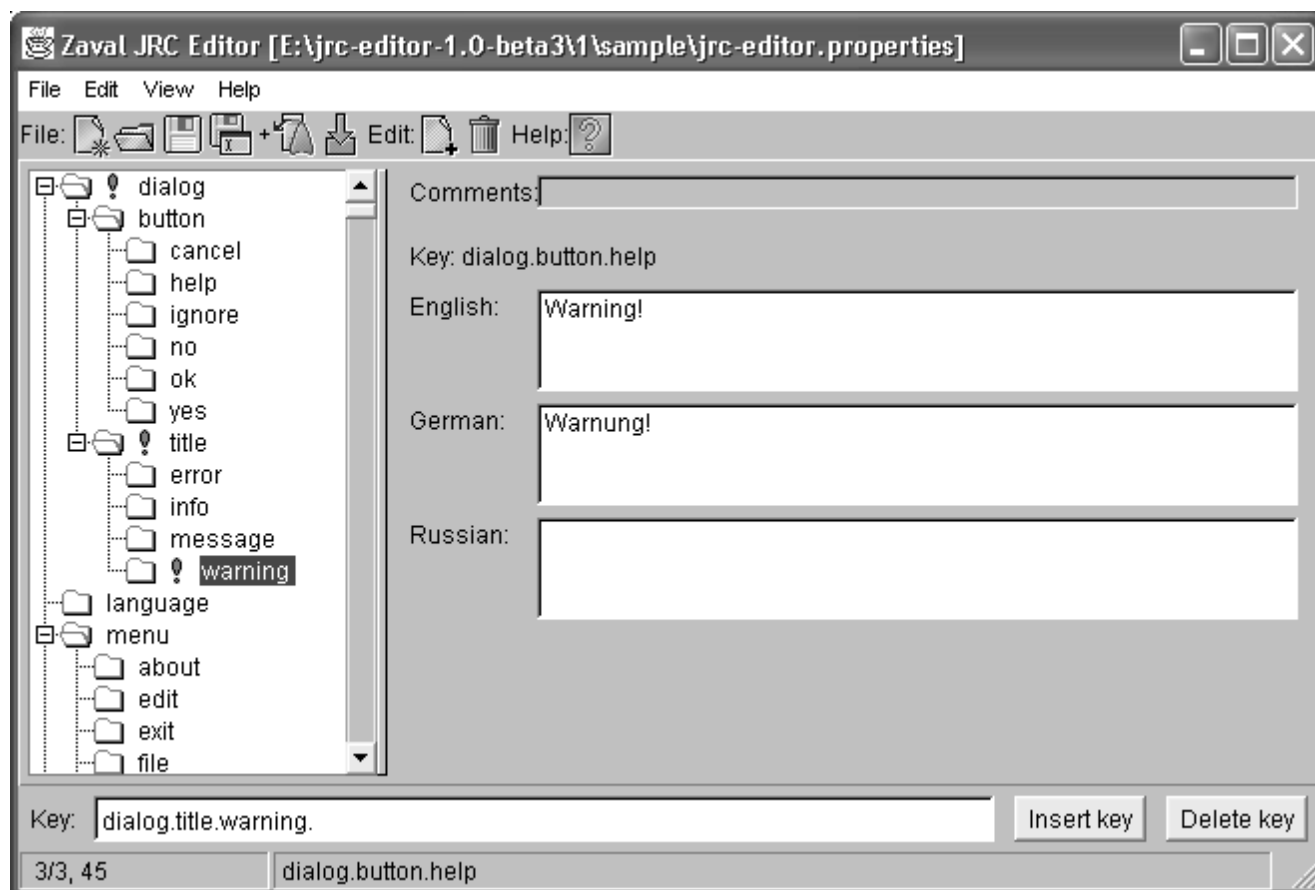 Zaval JRC Editor [E:\jrc-editor-1.0-beta3\1\sample\jrc-editor.properties]
File Edit View Help
File: Edit: Help:
dialog
button
cancel
help
ignore
no
ok
yes
title
error
info
message
warning
language
menu
about
edit
exit
file
Comments:
Key: dialog.button.help
English: Warning!
German: Warnung!
Russian:
Key: dialog.title.warning. Insert key Delete key
3/3, 45 dialog.button.help